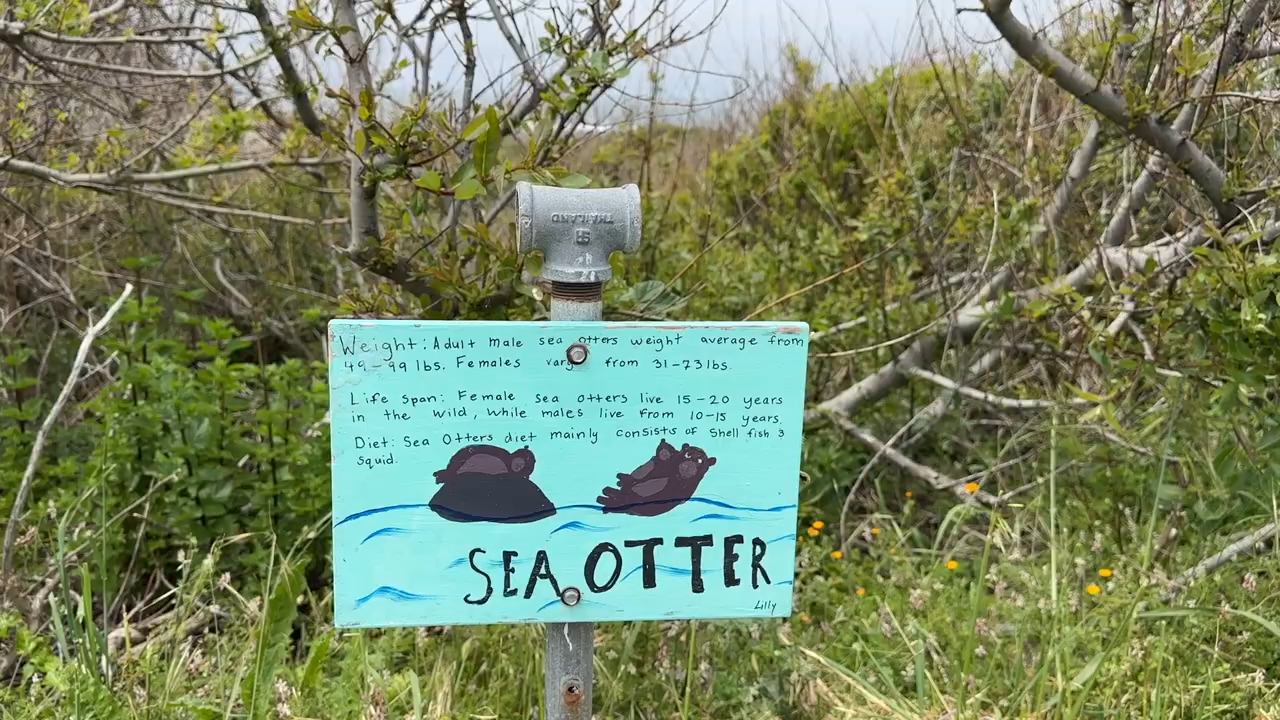 THAILAND
Weight: Adult male sea otters weight average from
49-99 lbs. Females vary from 31-73 lbs.
Life span: Female sea otters live 15-20 years
in the wild, while males live from 10-15 years.
Diet: Sea Otters diet mainly consists of Shell fish &
Squid.
SEA OTTER
Lilly